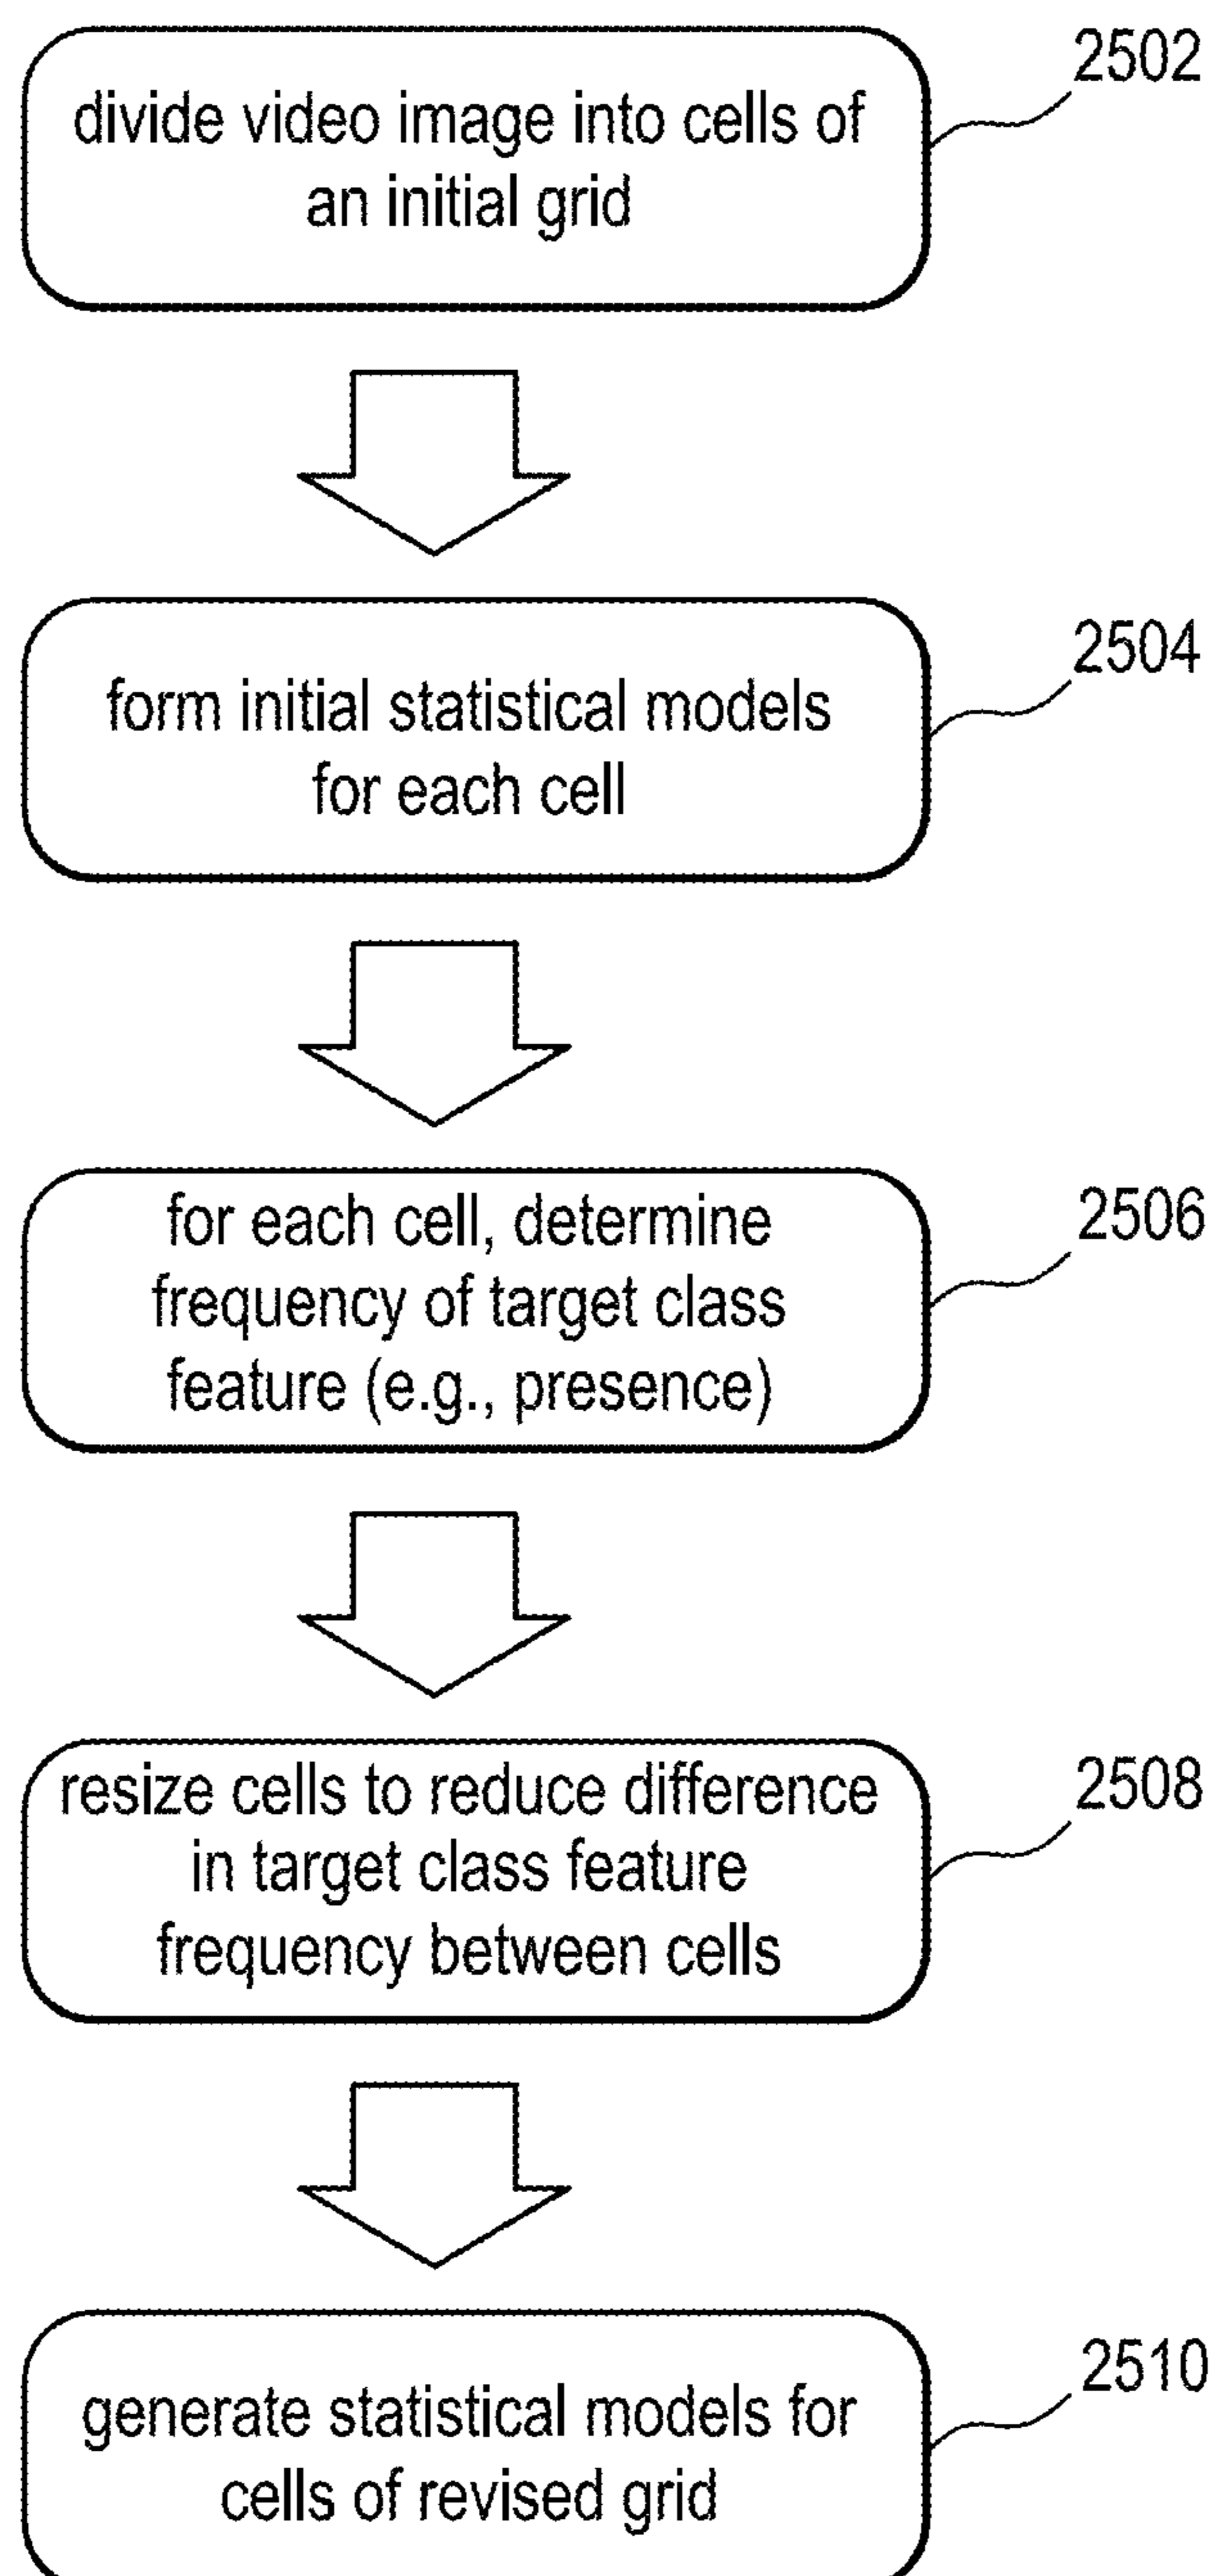 2502
divide video image into cells of
an initial grid
2504
form initial statistical models
for each cell
2506
for each cell, determine
frequency of target class
feature (e.g., presence)
2508
resize cells to reduce difference
in target class feature
frequency between cells
2510
generate statistical models for
cells of revised grid